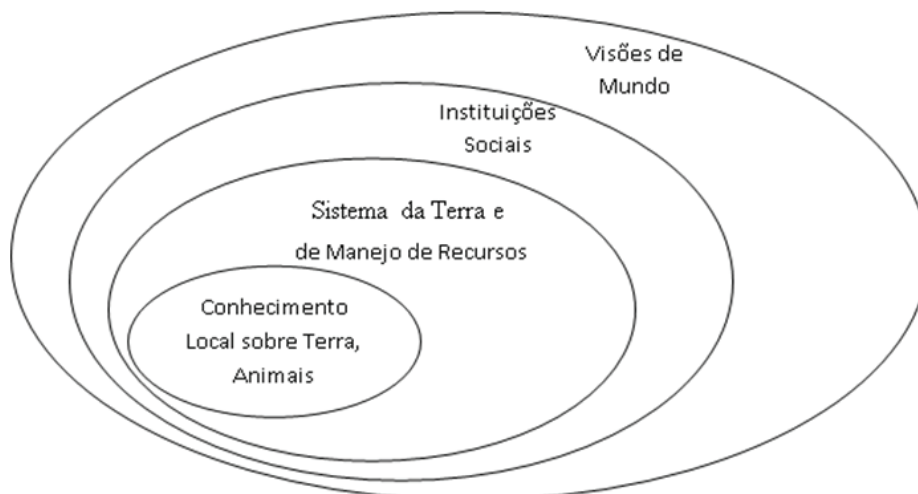 Visões de
Mundo
Instituições
Sociais
Sistema da Terra e
de Manejo de Recursos
Conhecimento
Local sobre Terra,
Animais